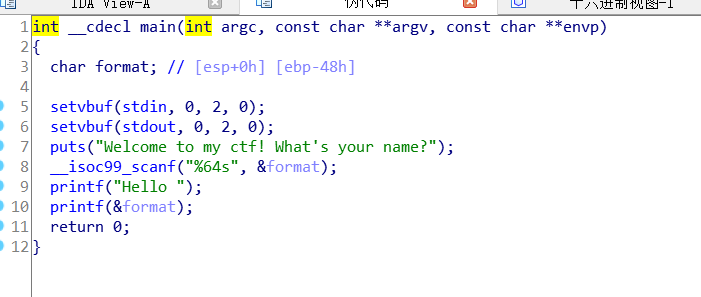 IDA View-A 伪代码 十六进制视图-1
1 int __cdecl main(int argc, const char **argv, const char **envp)
2 {
3 char format; // [esp+0h] [ebp-48h]
4
5 setvbuf(stdin, 0, 2, 0);
6 setvbuf(stdout, 0, 2, 0);
7 puts("Welcome to my ctf! What's your name?");
8 __isoc99_scanf("%64s", &format);
9 printf("Hello ");
10 printf(&format);
11 return 0;
12 }